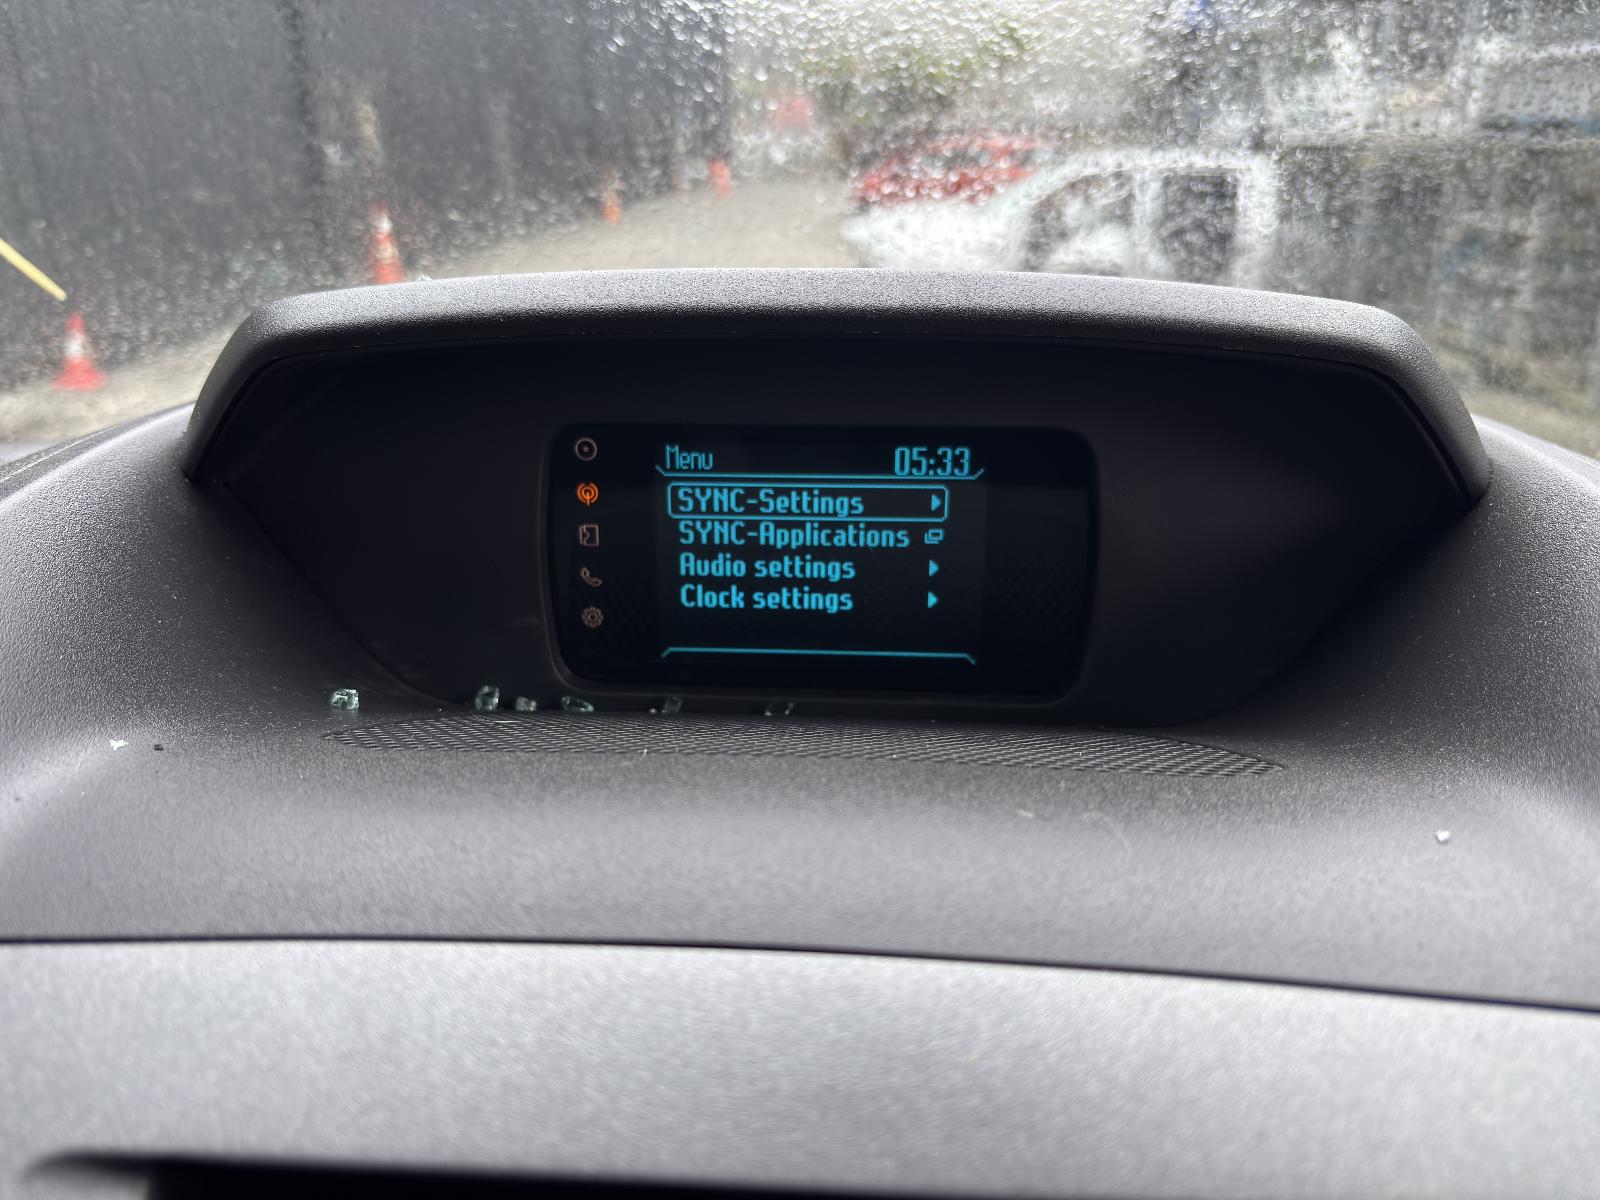 Menu 05:33
SYNC-Settings
SYNC-Applications
Audio settings
Clock settings